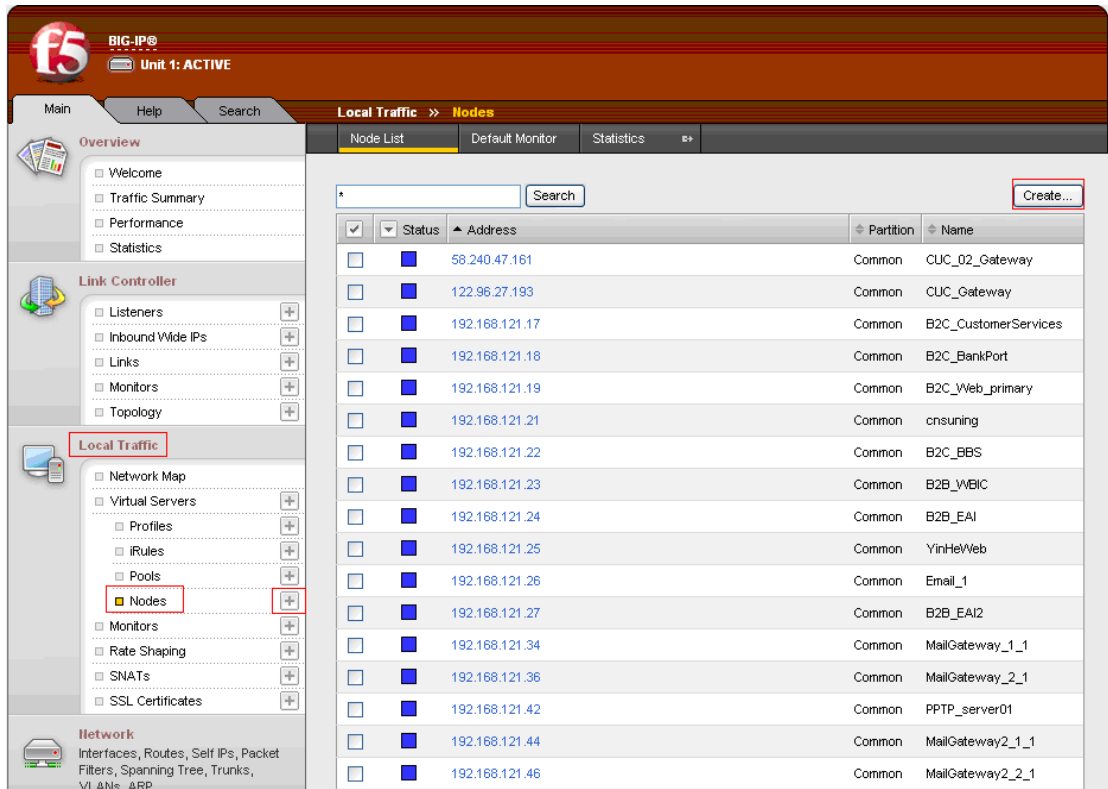 f5
BIG-IP®
Unit 1: ACTIVE
Main Help Search
Local Traffic » Nodes
Node List Default Monitor Statistics
Overview
Welcome
Traffic Summary
Performance
Statistics
Link Controller
Listeners
Inbound Wide IPs
Links
Monitors
Topology
Local Traffic
Network Map
Virtual Servers
Profiles
iRules
Pools
Nodes
Monitors
Rate Shaping
SNATs
SSL Certificates
Network
Interfaces, Routes, Self IPs, Packet
Filters, Spanning Tree, Trunks,
VLANs, ARP
* Search Create...
Status Address Partition Name
58.240.47.161 Common CUC_02_Gateway
122.96.27.193 Common CUC_Gateway
192.168.121.17 Common B2C_CustomerServices
192.168.121.18 Common B2C_BankPort
192.168.121.19 Common B2C_Web_primary
192.168.121.21 Common cnsuning
192.168.121.22 Common B2C_BBS
192.168.121.23 Common B2B_WBIC
192.168.121.24 Common B2B_EAI
192.168.121.25 Common YinHeWeb
192.168.121.26 Common Email_1
192.168.121.27 Common B2B_EAI2
192.168.121.34 Common MailGateway_1_1
192.168.121.36 Common MailGateway_2_1
192.168.121.42 Common PPTP_server01
192.168.121.44 Common MailGateway2_1_1
192.168.121.46 Common MailGateway2_2_1